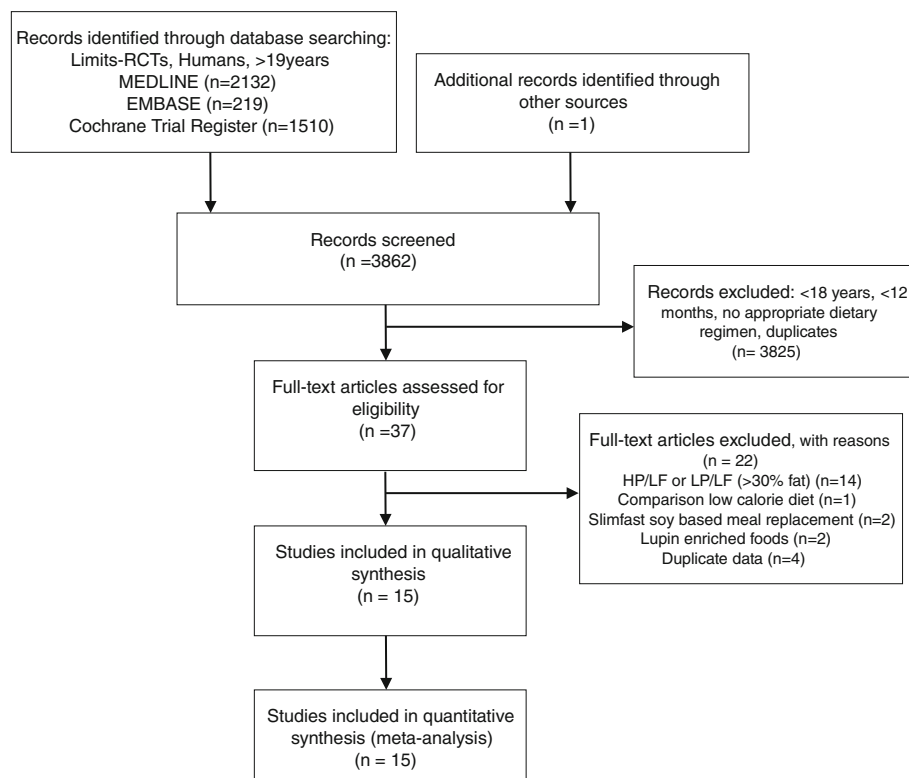 Records identified through database searching:
Limits-RCTs, Humans, >19years
MEDLINE (n=2132)
EMBASE (n=219)
Cochrane Trial Register (n=1510)
Additional records identified through
other sources
(n =1)
Records screened
(n =3862)
Records excluded: <18 years, <12
months, no appropriate dietary
regimen, duplicates
(n= 3825)
Full-text articles assessed for
eligibility
(n =37)
Full-text articles excluded, with reasons
(n = 22)
HP/LF or LP/LF (>30% fat) (n=14)
Comparison low calorie diet (n=1)
Slimfast soy based meal replacement (n=2)
Lupin enriched foods (n=2)
Duplicate data (n=4)
Studies included in qualitative
synthesis
(n = 15)
Studies included in quantitative
synthesis (meta-analysis)
n = 15)